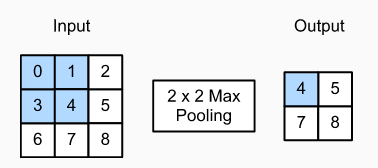 Input Output
0 1 2
3 4 5
6 7 8
2 x 2 Max
Pooling
4 5
7 8